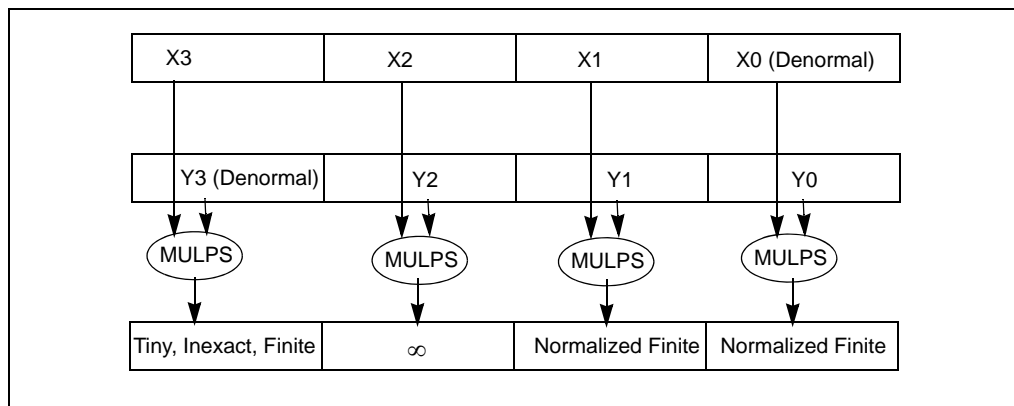 X3 X2 X1 X0 (Denormal)
Y3 (Denormal) Y2 Y1 Y0
MULPS MULPS MULPS MULPS
Tiny, Inexact, Finite ∞ Normalized Finite Normalized Finite